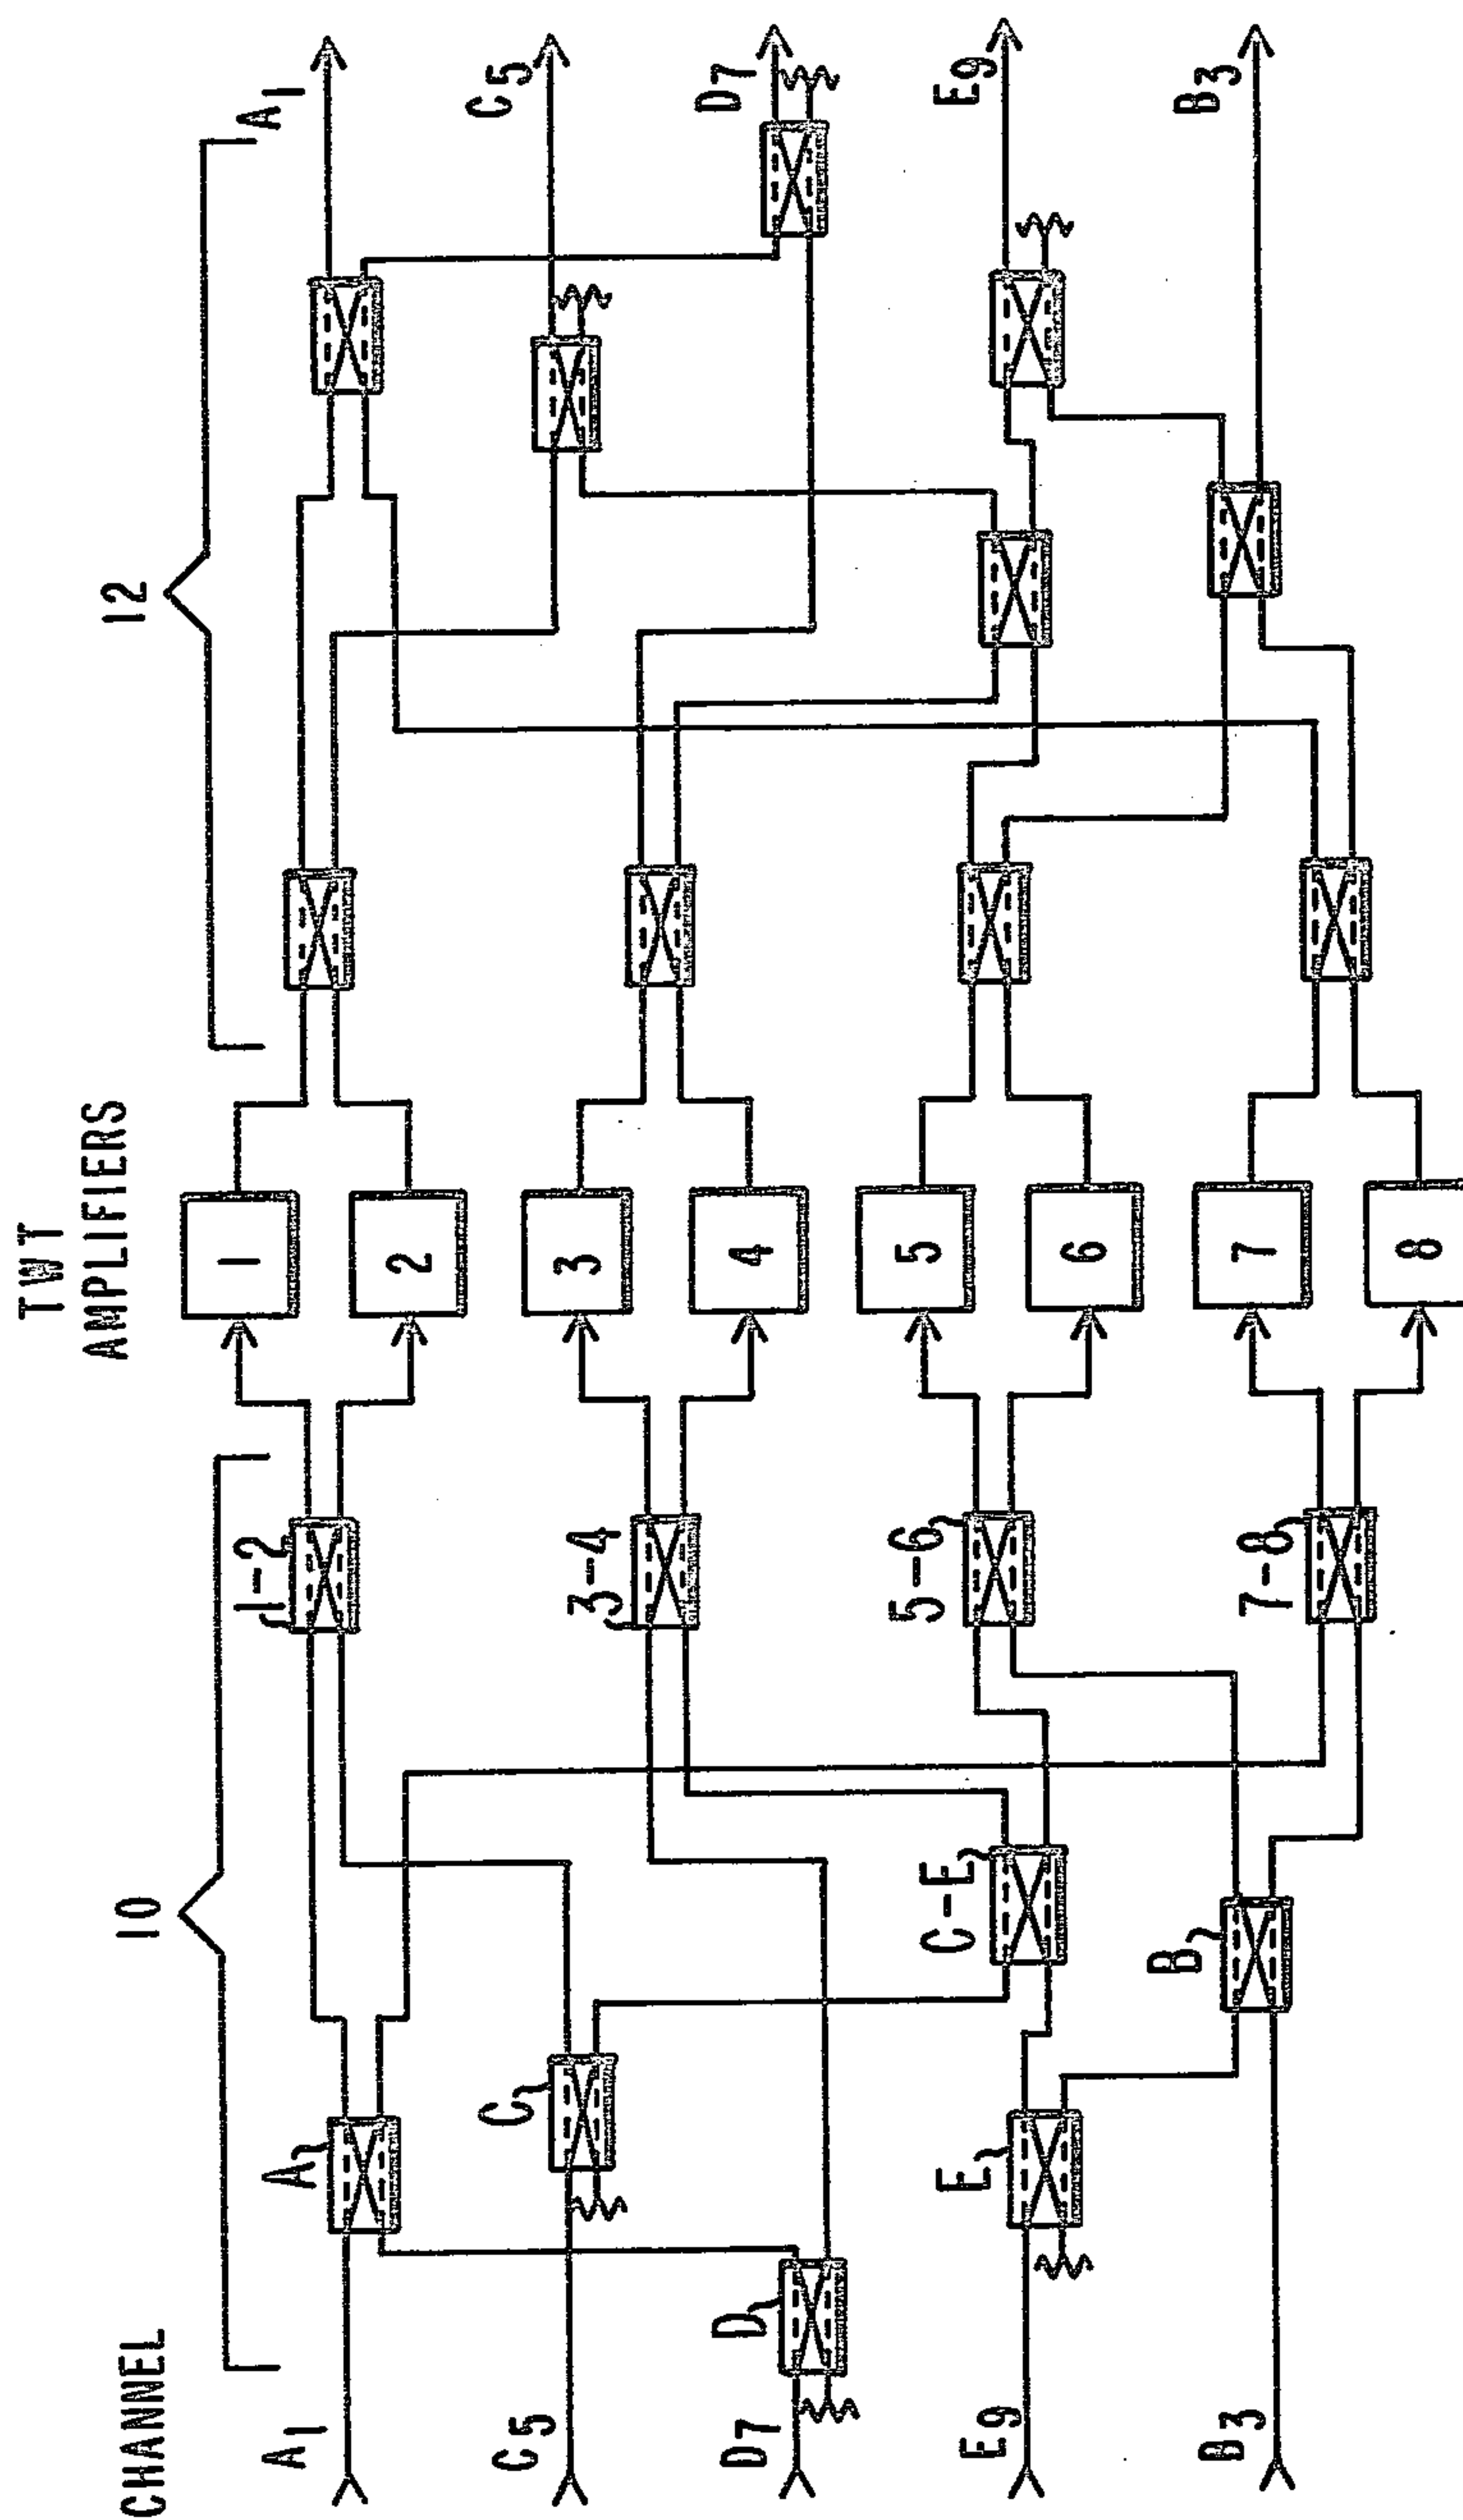 CHANNEL
10
TWT
AMPLIFIERS
12
A1
A
1-2
1
2
A1
C5
C
C5
D7
D
3-4
3
4
D7
E9
E
C-E
5-6
5
6
E9
B3
B
7-8
7
8
B3